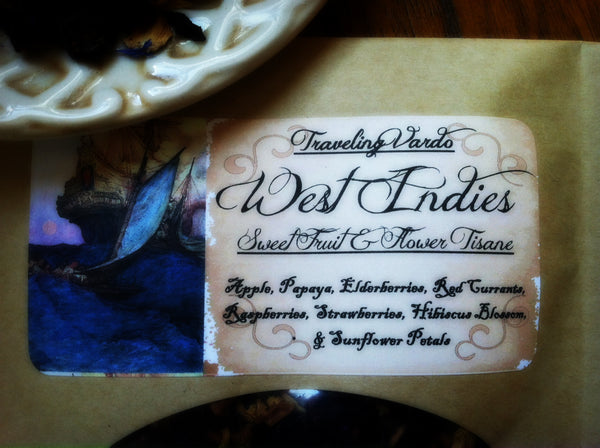 Traveling Vardo
West Indies
Sweet Fruit & Flower Tisane
Apple, Papaya, Elderberries, Red Currants,
Raspberries, Strawberries, Hibiscus Blossom,
& Sunflower Petals